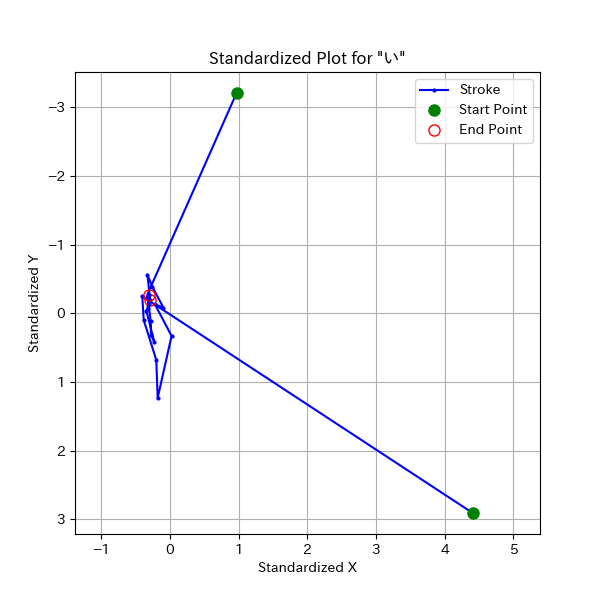 Standardized Plot for "い"
Stroke
Start Point
End Point
Standardized Y
−3
−2
−1
0
1
2
3
−1 0 1 2 3 4 5
Standardized X